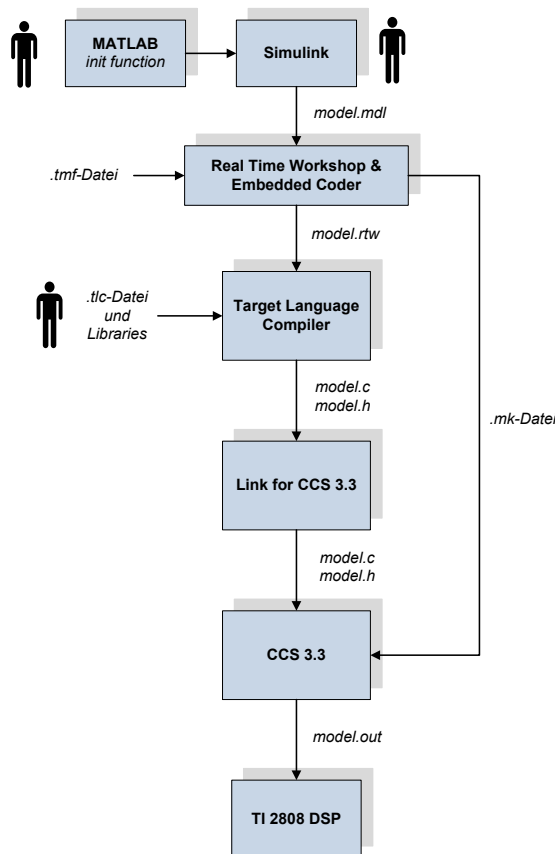 MATLAB
init function
Simulink
model.mdl
.tmf-Datei
Real Time Workshop &
Embedded Coder
model.rtw
.tlc-Datei
und
Libraries
Target Language
Compiler
model.c
model.h
.mk-Datei
Link for CCS 3.3
model.c
model.h
CCS 3.3
model.out
TI 2808 DSP